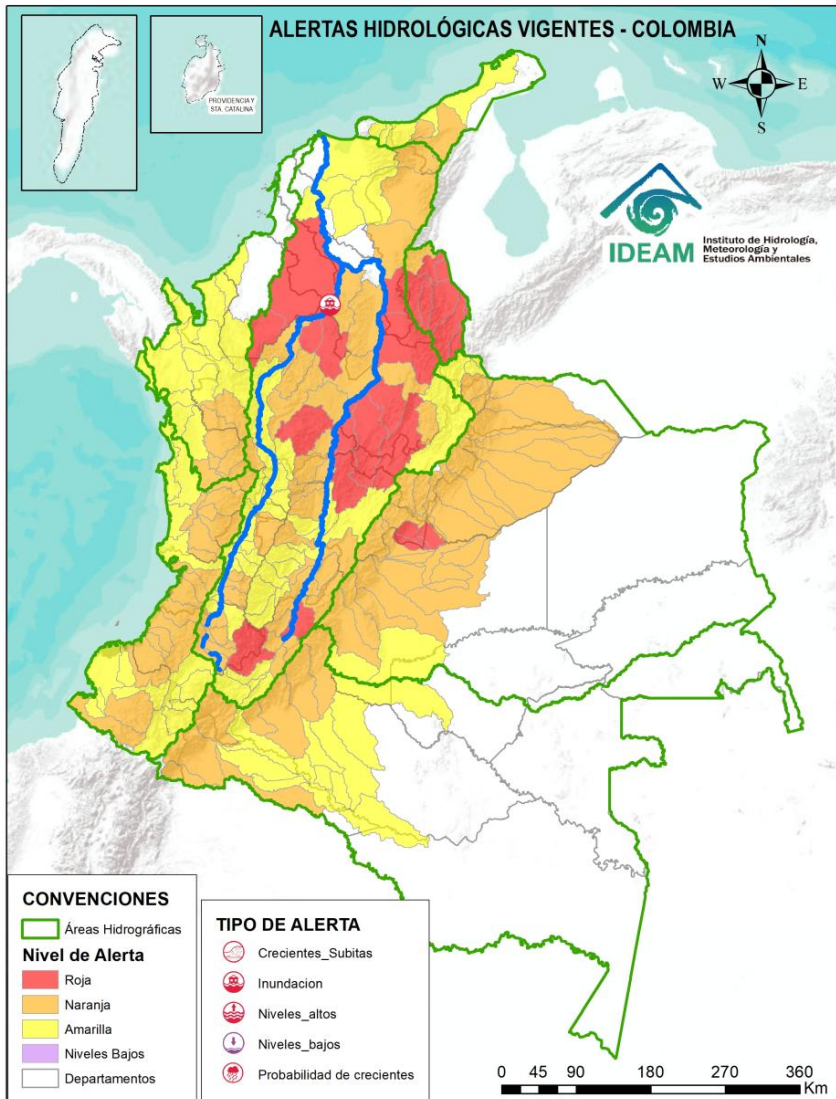 ALERTAS HIDROLÓGICAS VIGENTES - COLOMBIA
PROVIDENCIA Y
STA. CATALINA
N
W
E
S
IDEAM
Instituto de Hidrología,
Meteorología y
Estudios Ambientales
CONVENCIONES
Áreas Hidrográficas
Nivel de Alerta
Roja
Naranja
Amarilla
Niveles Bajos
Departamentos
TIPO DE ALERTA
Crecientes_Subitas
Inundacion
Niveles_altos
Niveles_bajos
Probabilidad de crecientes
0 45 90 180 270 360
Km